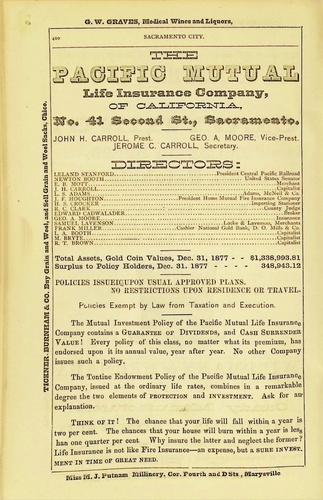 G. W. GRAVES, Medical Wines and Liquors,
400 SACRAMENTO CITY.
THE
PACIFIC MUTUAL
Life Insurance Company,
OF CALIFORNIA,
No. 41 Second St., Sacramento.
JOHN H. CARROLL, Prest. GEO. A. MOORE, Vice-Prest.
JEROME C. CARROLL, Secretary.
DIRECTORS:
LELAND STANFORD President Central Pacific Railroad
NEWTON BOOTH United States Senator
E. B. MOTT Merchant
J. H. CARROLL Capitalist
L. S. ADAMS Adams, McNeil & Co.
J. F. HOUGHTON President Home Mutual Fire Insurance Company
H. S. CROCKER Importing Stationer
R. C. CLARK County Judge
EDWARD CADWALADER Broker
GEO. A. MOORE Insurance
SAMUEL LAVENSON Locke & Lavenson, Merchants
FRANK MILLER Cashier National Gold Bank, D. O. Mills & Co.
L. A. BOOTH Capitalist
M. BRYTE Capitalist
R. T. BROWN Capitalist
Total Assets, Gold Coin Values, Dec. 31, 1877 - - $1,338,993.81
Surplus to Policy Holders, Dec. 31, 1877 - - - - 348,943.12
POLICIES ISSUED UPON USUAL APPROVED PLANS.
NO RESTRICTIONS UPON RESIDENCE OR TRAVEL.
Policies Exempt by Law from Taxation and Execution.
The Mutual Investment Policy of the Pacific Mutual Life Insurance
Company contains a GUARANTEE OF DIVIDENDS, and CASH SURRENDER
VALUE! Every policy of this class, no matter what its premium, has
endorsed upon it its annual value, year after year. No other Company
issues such a policy.
The Tontine Endowment Policy of the Pacific Mutual Life Insurance
Company, issued at the ordinary life rates, combines in a remarkable
degree the two elements of PROTECTION and INVESTMENT. Ask for an
explanation.
THINK OF IT! The chance that your life will fall within a year is
two per cent. The chances that your house will burn within a year is less
than one quarter per cent. Why insure the latter and neglect the former?
Life Insurance is not like Fire Insurance—an expense, but a SURE INVEST-
MENT IN TIME OF GREAT NEED.
Miss M. J. Putnam Millinery, Cor. Fourth and D Sts, Marysville
TICKNER, BURNHAM & CO. Buy Grain and Wool, and Sell Grain and Wool Sacks, Chico.